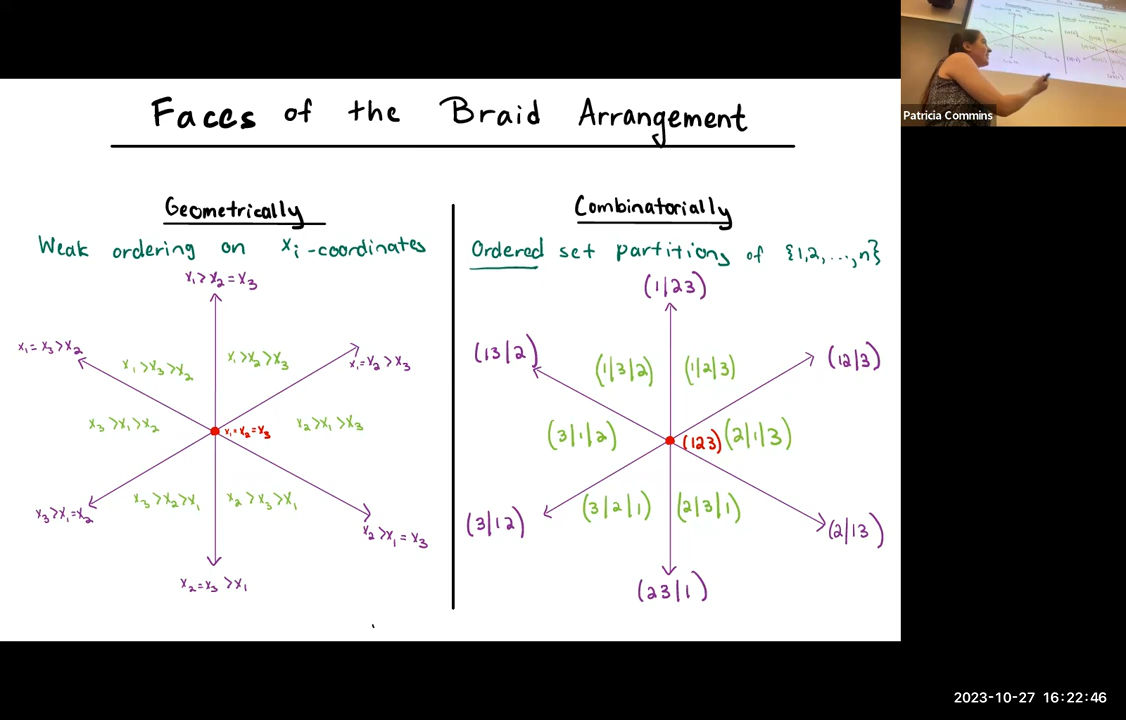 Faces of the Braid Arrangement
Geometrically
Weak ordering on xᵢ-coordinates
x₁>x₂=x₃
x₁=x₃>x₂
x₁>x₃>x₂
x₁>x₂>x₃
x₁=x₂>x₃
x₃>x₁>x₂
x₁=x₂=x₃
x₂>x₁>x₃
x₃>x₁=x₂
x₃>x₂>x₁
x₂>x₃>x₁
x₂>x₁=x₃
x₂=x₃>x₁
Combinatorially
Ordered set partitions of {1,2,...,n}
(1|23)
(13|2)
(1|3|2)
(1|2|3)
(12|3)
(3|1|2)
(123)
(2|1|3)
(3|12)
(3|2|1)
(2|3|1)
(2|13)
(23|1)
Patricia Commins
2023-10-27 16:22:46